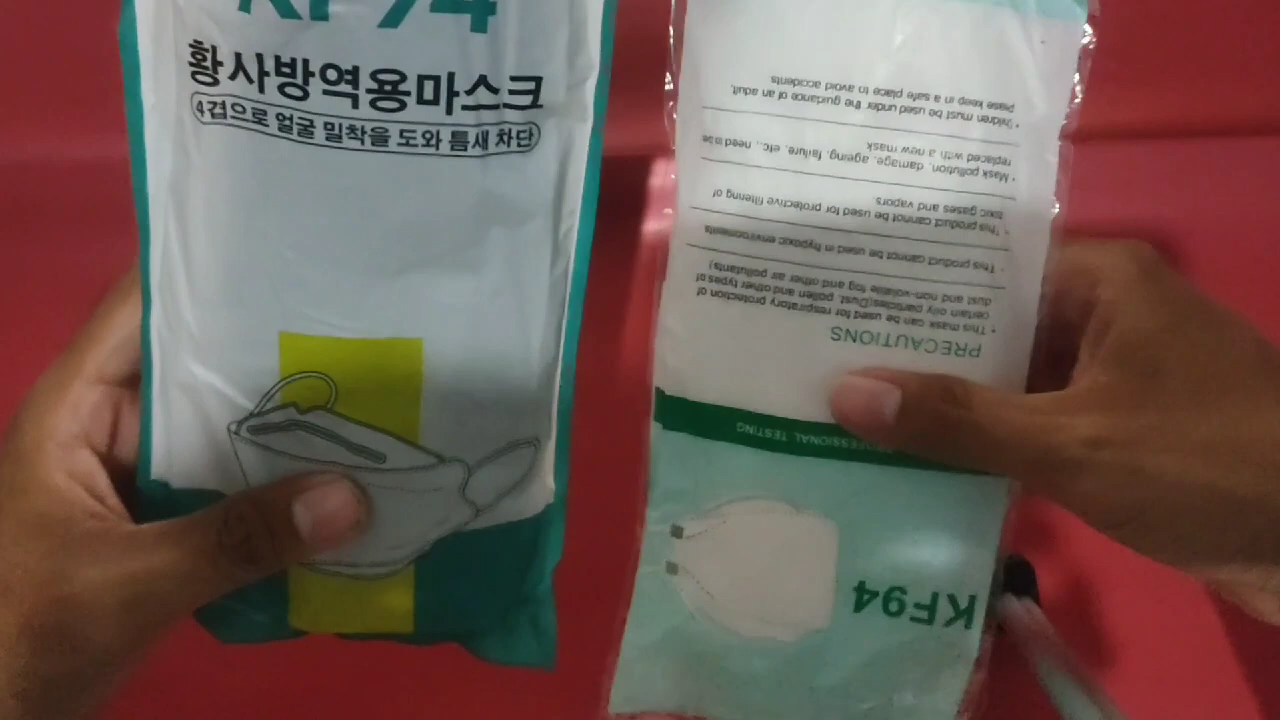 KF94
황사방역용마스크
4겹으로 얼굴 밀착을 도와 틈새 차단
KF94
PROFESSIONAL TESTING
PRECAUTIONS
• This mask can be used for respiratory protection of
certain oily particles(Dust, pollen and other types of
dust and non-volatile fog and other air pollutants)
• This product cannot be used in hypoxic environments
• This product cannot be used for protective filtering of
toxic gases and vapors
• Mask pollution, damage, ageing, failure, etc., need to be
replaced with a new mask
• Children must be used under the guidance of an adult,
please keep in a safe place to avoid accidents